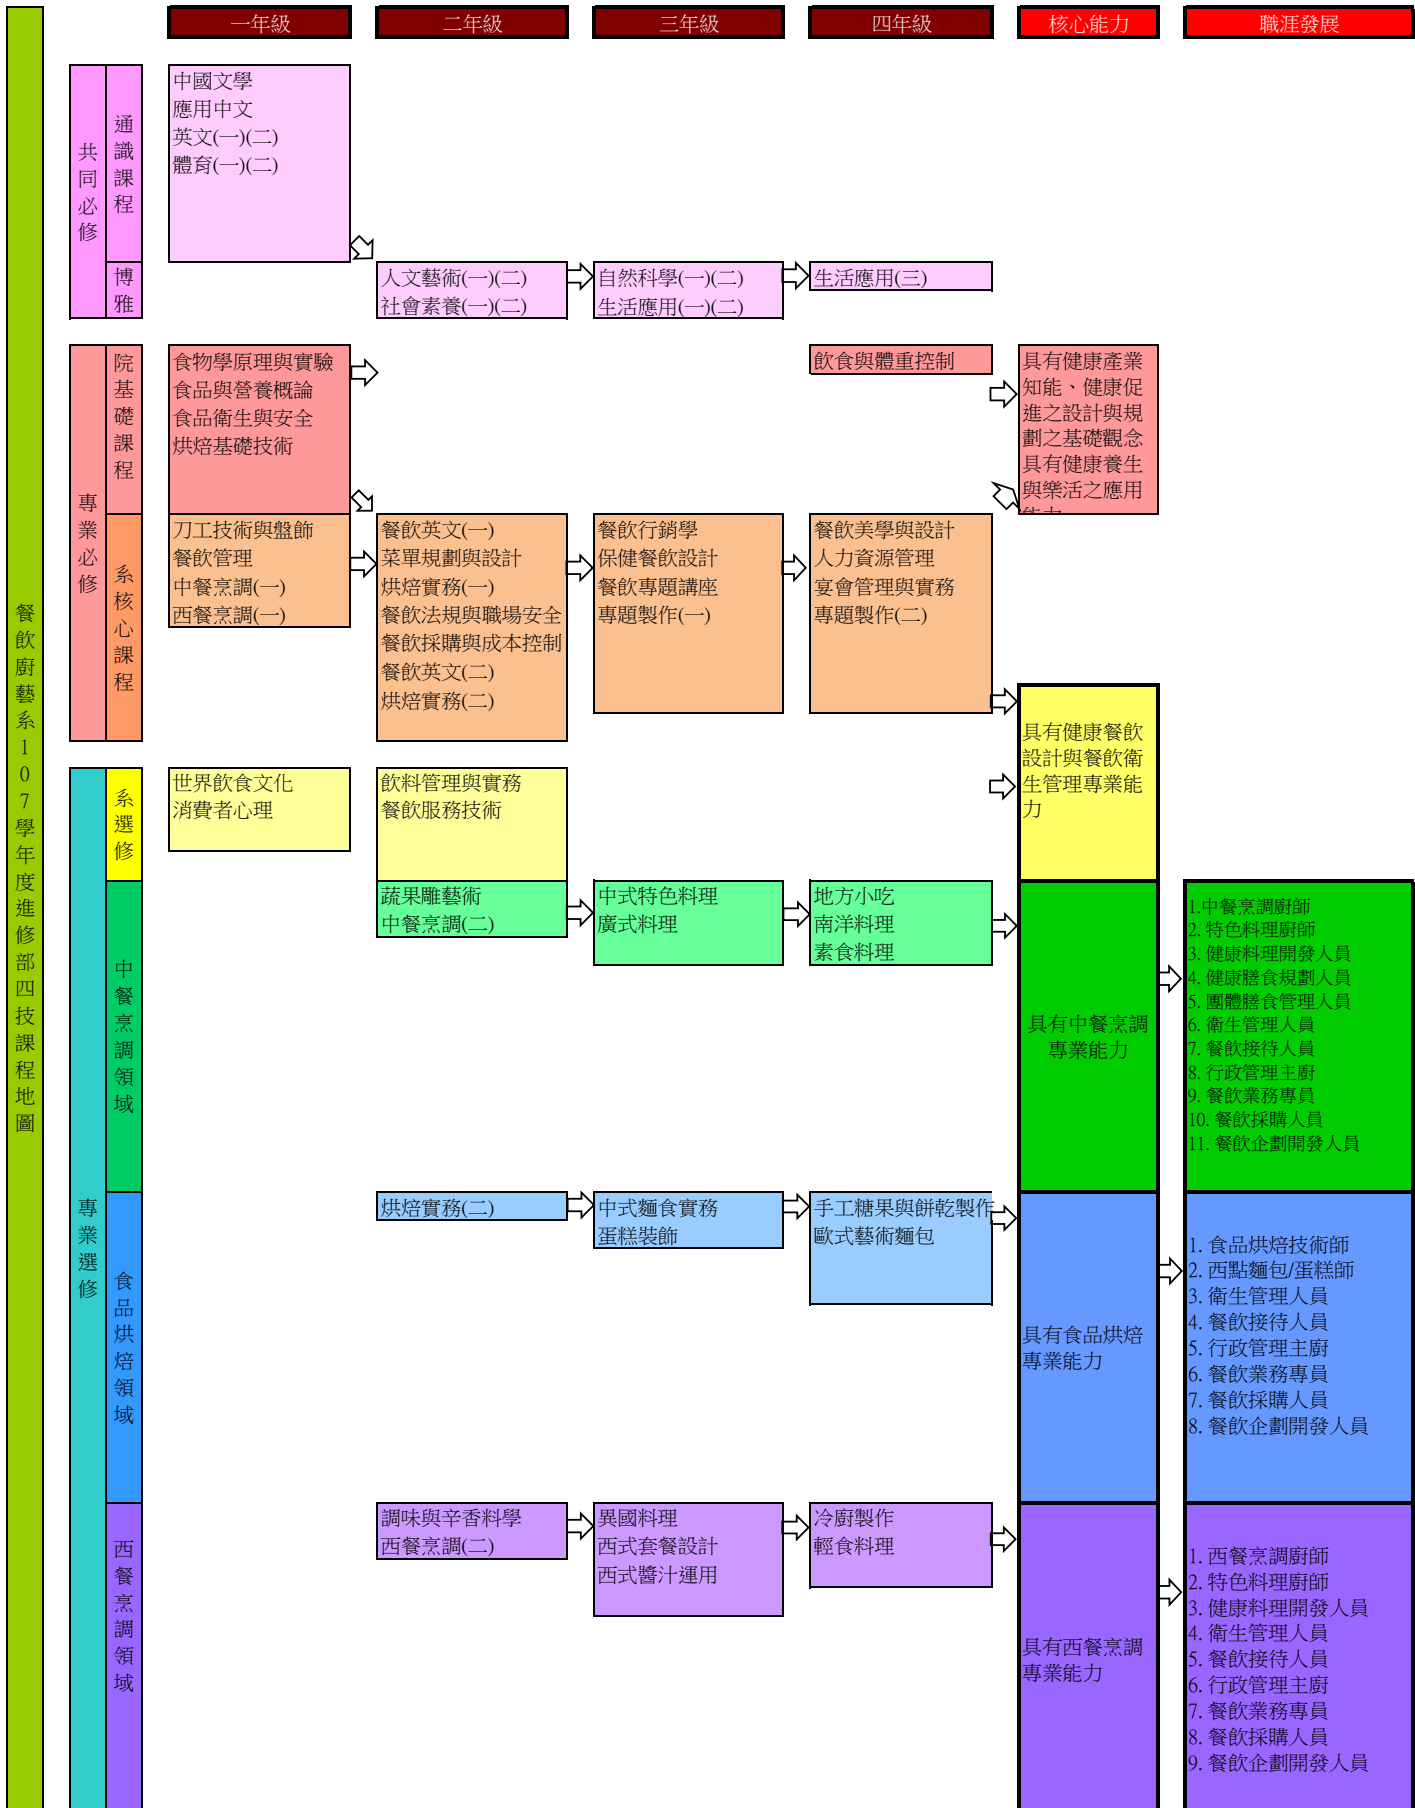 一年級
二年級
三年級
四年級
核心能力
職涯發展
餐飲廚藝系107學年度進修部四技課程地圖
共同必修
通識課程
中國文學
應用中文
英文(一)(二)
體育(一)(二)
博雅
人文藝術(一)(二)
社會素養(一)(二)
自然科學(一)(二)
生活應用(一)(二)
生活應用(三)
專業必修
院基礎課程
食物學原理與實驗
食品與營養概論
食品衛生與安全
烘焙基礎技術
飲食與體重控制
具有健康產業
知能、健康促
進之設計與規
劃之基礎觀念
具有健康養生
與樂活之應用
系核心課程
刀工技術與盤飾
餐飲管理
中餐烹調(一)
西餐烹調(一)
餐飲英文(一)
菜單規劃與設計
烘焙實務(一)
餐飲法規與職場安全
餐飲採購與成本控制
餐飲英文(二)
烘焙實務(二)
餐飲行銷學
保健餐飲設計
餐飲專題講座
專題製作(一)
餐飲美學與設計
人力資源管理
宴會管理與實務
專題製作(二)
具有健康餐飲
設計與餐飲衛
生管理專業能
力
專業選修
系選修
世界飲食文化
消費者心理
飲料管理與實務
餐飲服務技術
中餐烹調領域
蔬果雕藝術
中餐烹調(二)
中式特色料理
廣式料理
地方小吃
南洋料理
素食料理
具有中餐烹調
專業能力
1.中餐烹調廚師
2. 特色料理廚師
3. 健康料理開發人員
4. 健康膳食規劃人員
5. 團體膳食管理人員
6. 衛生管理人員
7. 餐飲接待人員
8. 行政管理主廚
9. 餐飲業務專員
10. 餐飲採購人員
11. 餐飲企劃開發人員
食品烘焙領域
烘焙實務(二)
中式麵食實務
蛋糕裝飾
手工糖果與餅乾製作
歐式藝術麵包
具有食品烘焙
專業能力
1. 食品烘焙技術師
2. 西點麵包/蛋糕師
3. 衛生管理人員
4. 餐飲接待人員
5. 行政管理主廚
6. 餐飲業務專員
7. 餐飲採購人員
8. 餐飲企劃開發人員
西餐烹調領域
調味與辛香料學
西餐烹調(二)
異國料理
西式套餐設計
西式醬汁運用
冷廚製作
輕食料理
具有西餐烹調
專業能力
1. 西餐烹調廚師
2. 特色料理廚師
3. 健康料理開發人員
4. 衛生管理人員
5. 餐飲接待人員
6. 行政管理主廚
7. 餐飲業務專員
8. 餐飲採購人員
9. 餐飲企劃開發人員